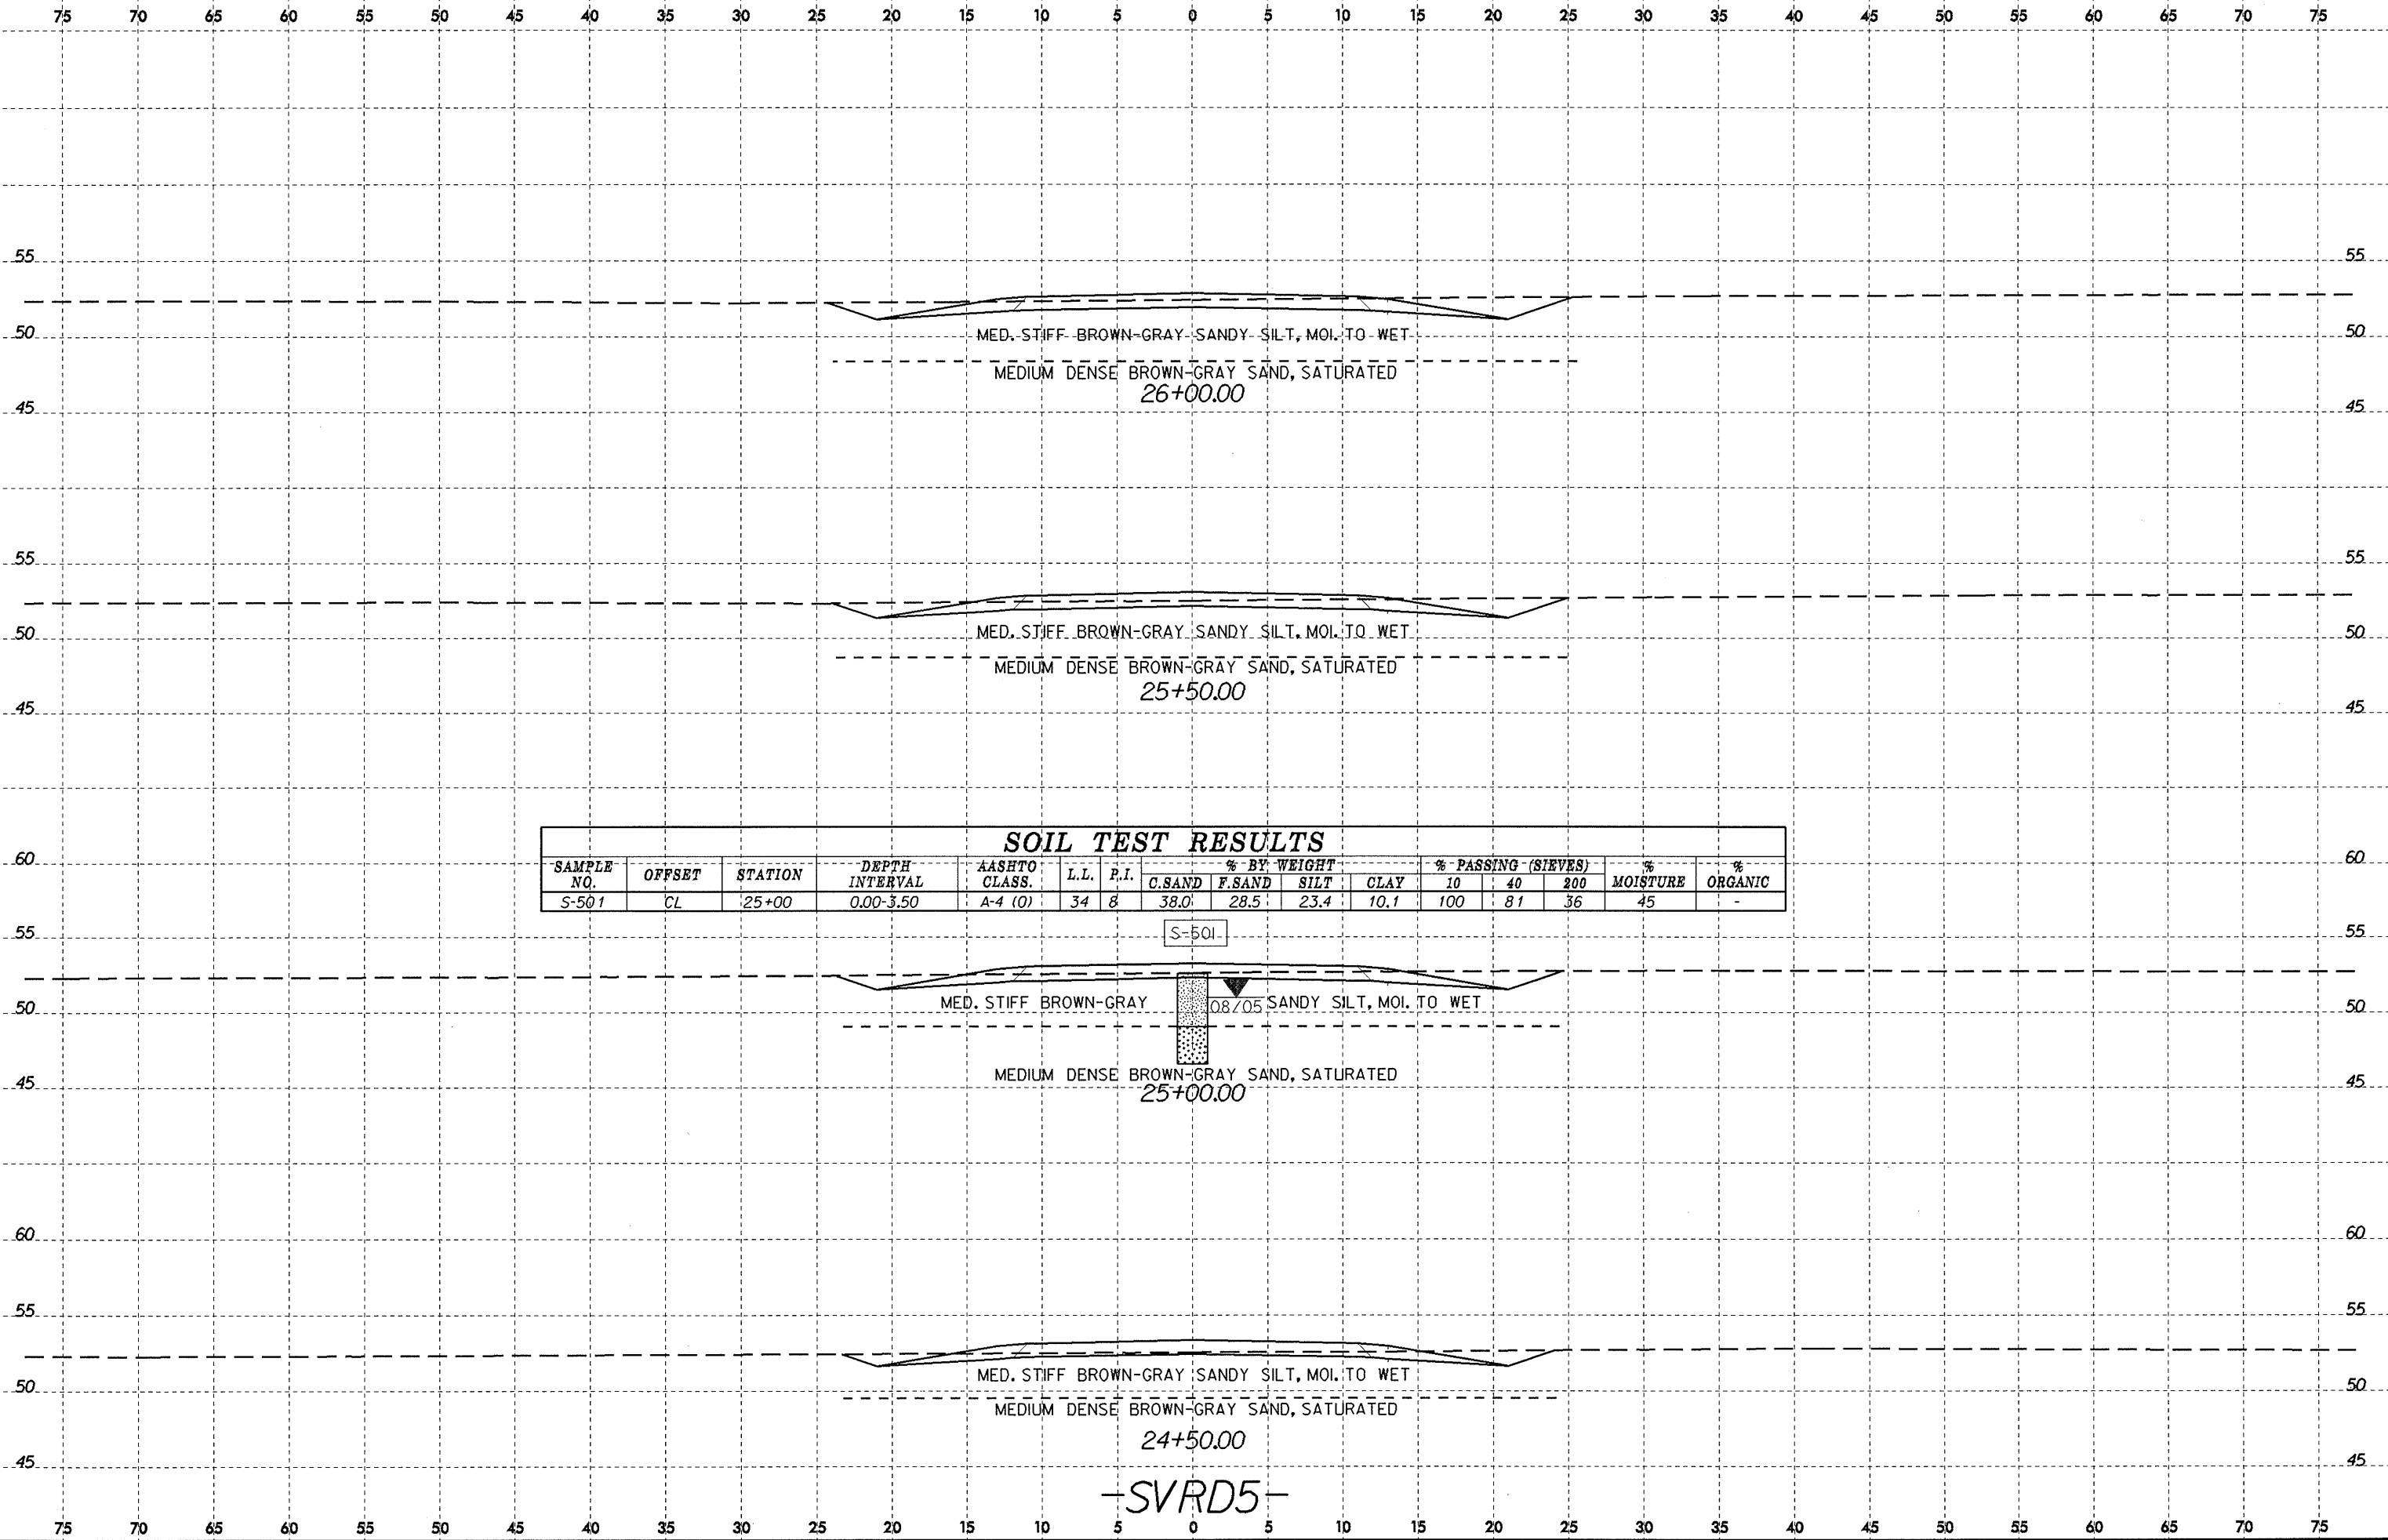 75 70 65 60 55 50 45 40 35 30 25 20 15 10 5 0 5 10 15 20 25 30 35 40 45 50 55 60 65 70 75
55 55
50 50
MED. STIFF BROWN-GRAY SANDY SILT, MOI. TO WET
MEDIUM DENSE BROWN-GRAY SAND, SATURATED
26+00.00
45 45
55 55
50 50
MED. STIFF BROWN-GRAY SANDY SILT, MOI. TO WET
MEDIUM DENSE BROWN-GRAY SAND, SATURATED
25+50.00
45 45
SOIL TEST RESULTS
60 60
SAMPLE NO. OFFSET STATION DEPTH INTERVAL AASHTO CLASS. L.L. P.I. % BY WEIGHT % PASSING (SIEVES) % MOISTURE % ORGANIC
C.SAND F.SAND SILT CLAY 10 40 200
S-501 CL 25+00 0.00-3.50 A-4 (0) 34 8 38.0 28.5 23.4 10.1 100 81 36 45 -
55 55
S-501
50 50
MED. STIFF BROWN-GRAY 08/05 SANDY SILT, MOI. TO WET
MEDIUM DENSE BROWN-GRAY SAND, SATURATED
45 45
25+00.00
60 60
55 55
MED. STIFF BROWN-GRAY SANDY SILT, MOI. TO WET
50 50
MEDIUM DENSE BROWN-GRAY SAND, SATURATED
24+50.00
45 45
-SVRD5-
75 70 65 60 55 50 45 40 35 30 25 20 15 10 5 0 5 10 15 20 25 30 35 40 45 50 55 60 65 70 75